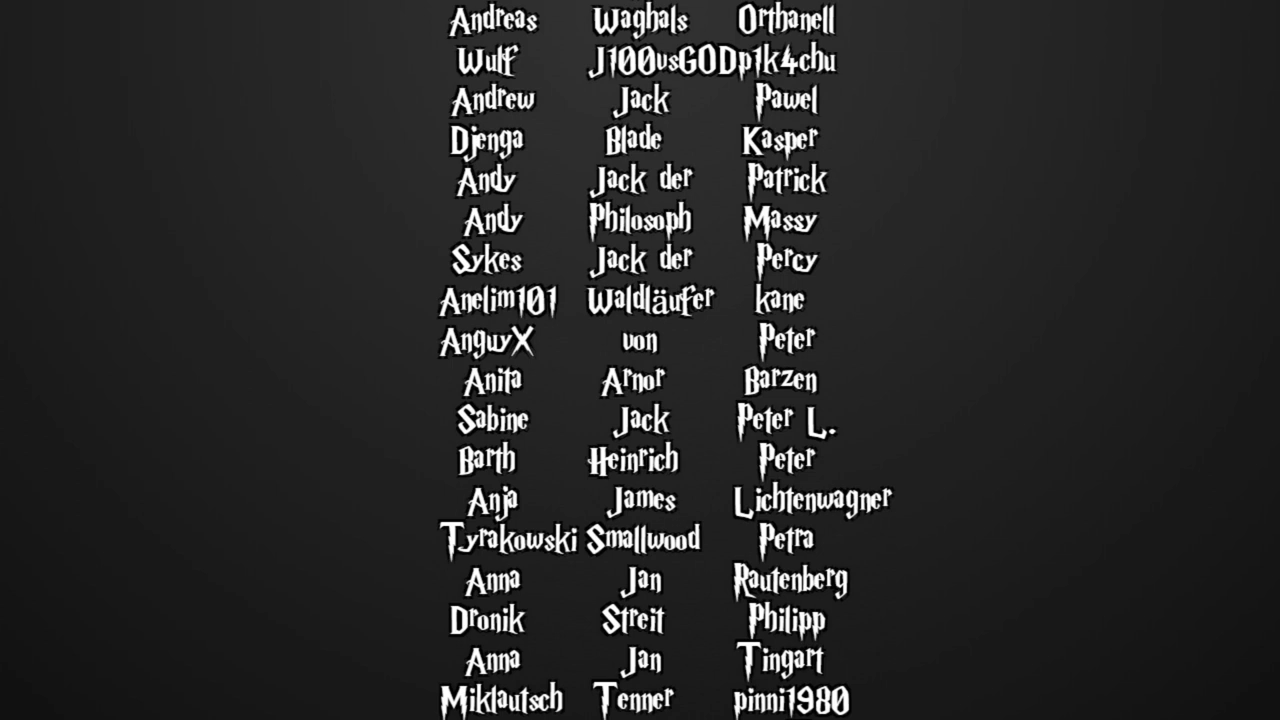 Andreas Waghals Orthanell
Wulf J100vsGODp1k4chu
Andrew Jack Pawel
Djenga Blade Kasper
Andy Jack der Patrick
Andy Philosoph Massy
Sykes Jack der Percy
Anelim101 Waldläufer kane
AnguyX von Peter
Anita Arnor Barzen
Sabine Jack Peter L.
Barth Heinrich Peter
Anja James Lichtenwagner
Tyrakowski Smallwood Petra
Anna Jan Rautenberg
Dronik Streit Philipp
Anna Jan Tingart
Miklautsch Tenner pinni1980